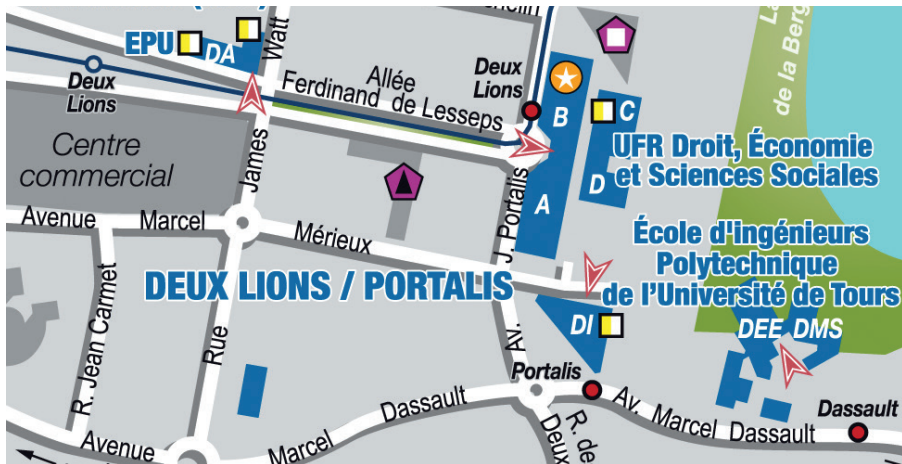 EPU
DA
Watt
Deux
Lions
Allée
Ferdinand de Lesseps
Deux
Lions
B
C
D
A
UFR Droit, Économie
et Sciences Sociales
de la Berg
Centre
commercial
James
J. Portalis
Avenue Marcel Mérieux
École d'ingénieurs
Polytechnique
de l'Université de Tours
DEUX LIONS / PORTALIS
DEE DMS
DI
R. Jean Carmet
Rue
Av.
Portalis
Av. Marcel Dassault
Dassault
Avenue Marcel Dassault
R. de
Deux